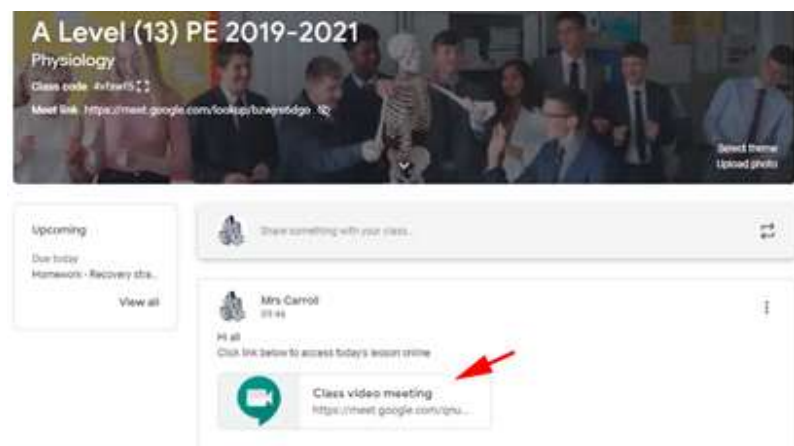 A Level (13) PE 2019-2021
Physiology
Class code
Meet link https://meet.google.com/lookup/
Select theme
Upload photo
Upcoming
Share something with your class...
Due today
Homework - Recovery stra...
View all
Mrs Carroll
Hi all
Click link below to access today's lesson online
Class video meeting
https://meet.google.com/qnu...